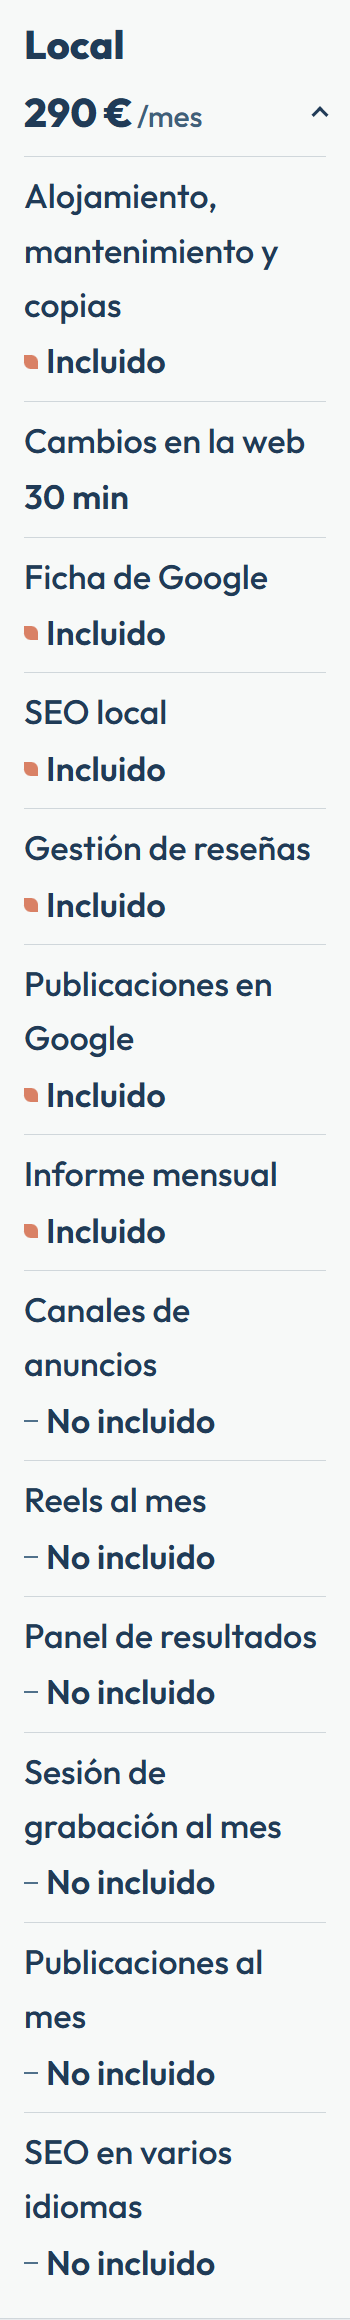 Local
290 € /mes
Alojamiento,
mantenimiento y
copias
Incluido
Cambios en la web
30 min
Ficha de Google
Incluido
SEO local
Incluido
Gestión de reseñas
Incluido
Publicaciones en
Google
Incluido
Informe mensual
Incluido
Canales de
anuncios
– No incluido
Reels al mes
– No incluido
Panel de resultados
– No incluido
Sesión de
grabación al mes
– No incluido
Publicaciones al
mes
– No incluido
SEO en varios
idiomas
– No incluido